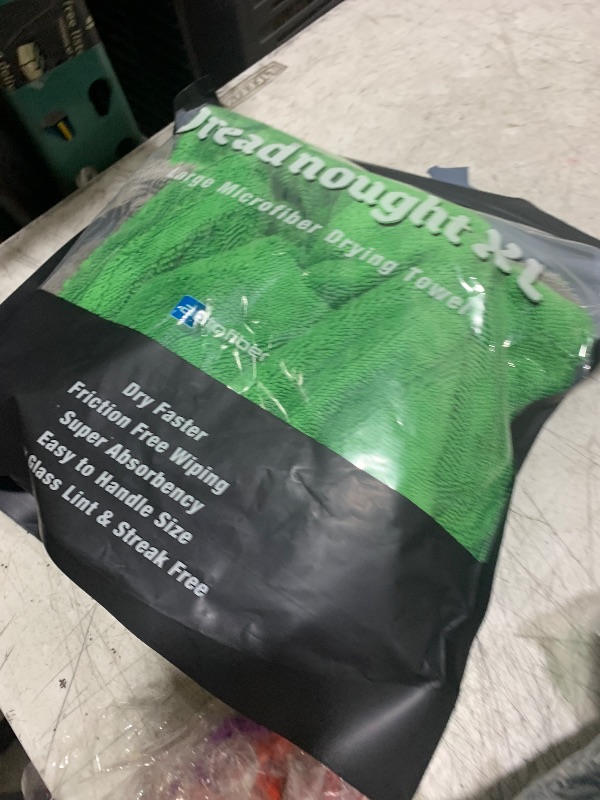 Dreadnought XL
Large Microfiber Drying Towel
Autofiber
Dry Faster
Friction Free Wiping
Super Absorbency
Easy to Handle Size
Glass Lint & Streak Free